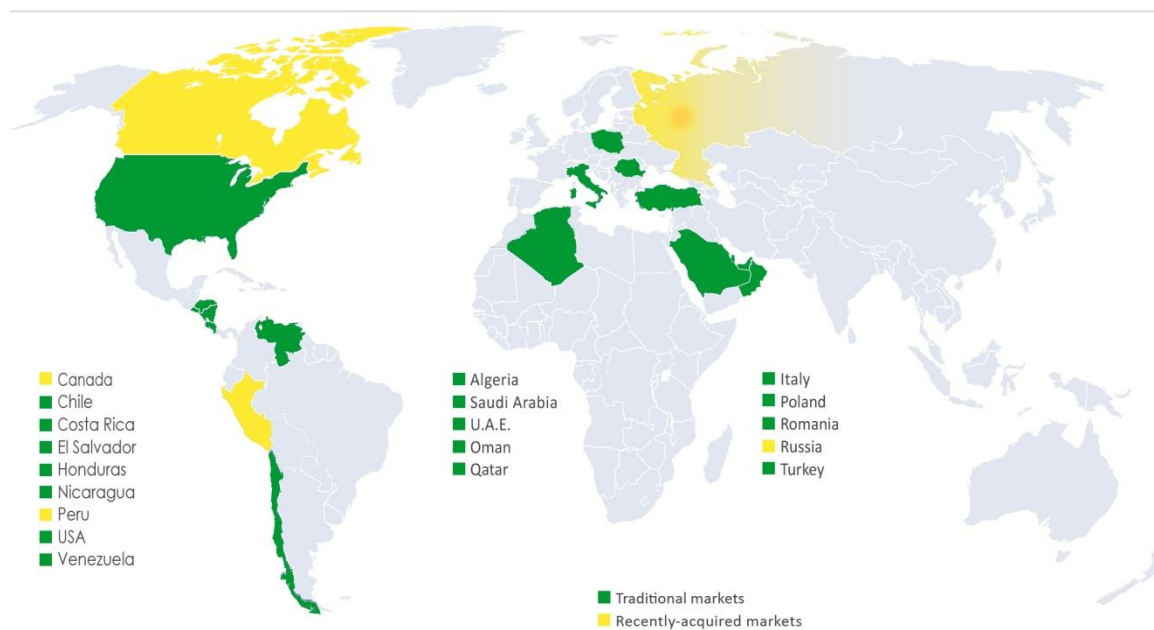 Canada
Chile
Costa Rica
El Salvador
Honduras
Nicaragua
Peru
USA
Venezuela
Algeria
Saudi Arabia
U.A.E.
Oman
Qatar
Italy
Poland
Romania
Russia
Turkey
Traditional markets
Recently-acquired markets